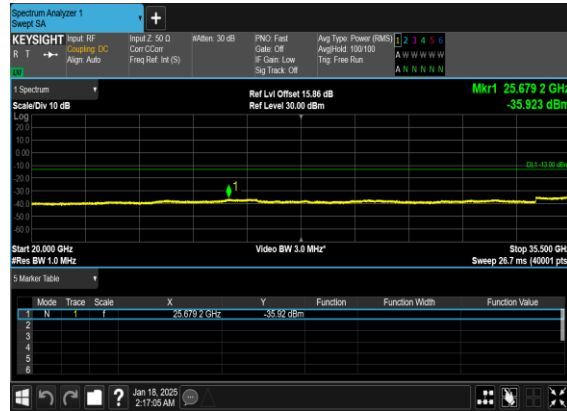 Spectrum Analyzer 1
Swept SA
+
KEYSIGHT Input: RF Input Z: 50 Ω #Atten: 30 dB PNO: Fast Avg Type: Power (RMS) 1 2 3 4 5 6
R T Coupling: DC Corr CCorr Gate: Off Avg|Hold: 100/100 A W W W W W
Align: Auto Freq Ref: Int (S) IF Gain: Low Trig: Free Run
Sig Track: Off A N N N N N
1 Spectrum Ref Lvl Offset 15.86 dB Mkr1 25.679 2 GHz
Scale/Div 10 dB Ref Level 30.00 dBm -35.923 dBm
Log
20.0
10.0
0.00
-10.0 DL1 -13.00 dBm
-20.0
-30.0 1
-40.0
-50.0
-60.0
Start 20.000 GHz Video BW 3.0 MHz* Stop 35.500 GHz
#Res BW 1.0 MHz Sweep 26.7 ms (40001 pts)
5 Marker Table
Mode Trace Scale X Y Function Function Width Function Value
1 N 1 f 25.679 2 GHz -35.92 dBm
2
3
4
5
6
? Jan 18, 2025
2:17:05 AM